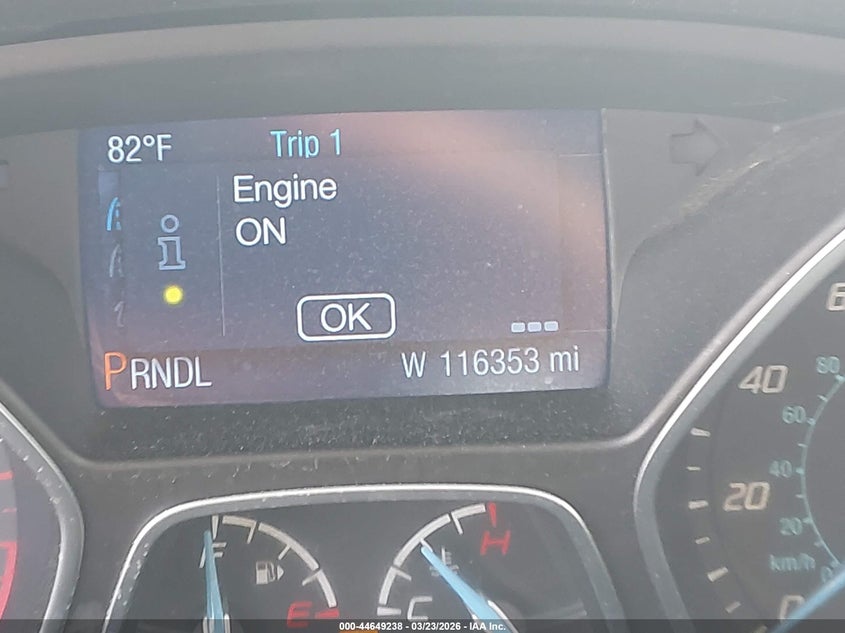 82°F Trip 1
Engine
ON
OK
PRNDL W 116353 mi
40
80
60
20
40
20
km/h
F
E
C
H
000-44649238 - 03/23/2026 - IAA Inc.